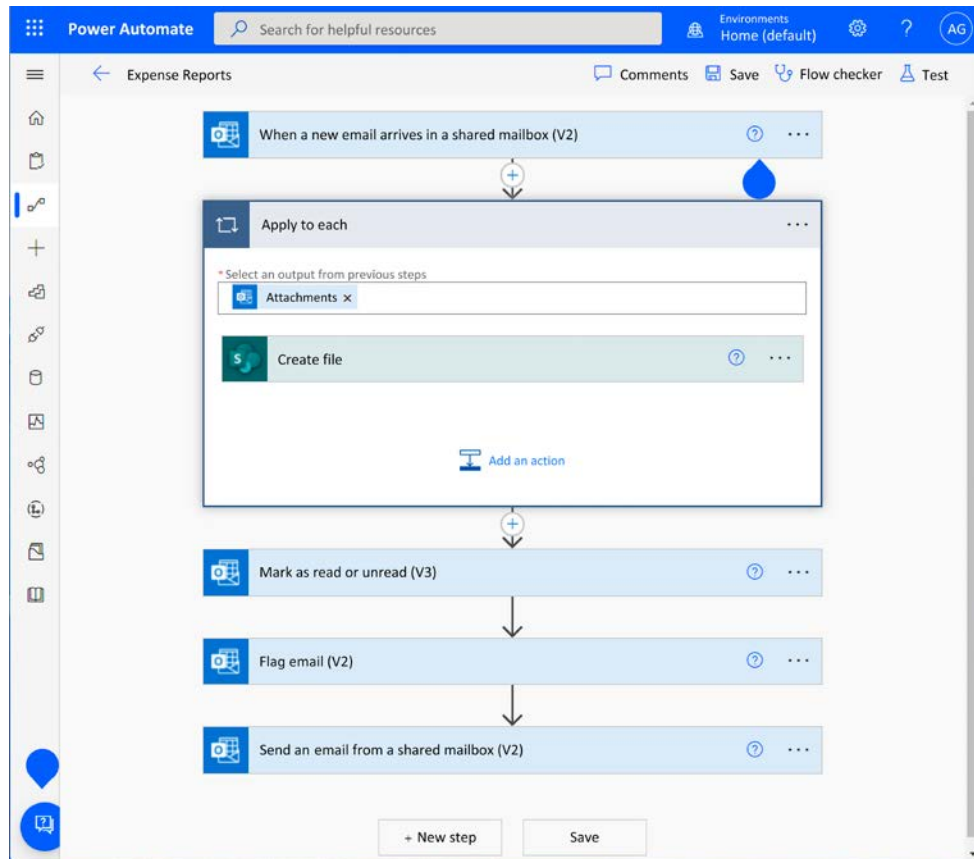 Power Automate
Search for helpful resources
Environments
Home (default)
?
AG
Expense Reports
Comments
Save
Flow checker
Test
When a new email arrives in a shared mailbox (V2)
Apply to each
* Select an output from previous steps
Attachments ×
S
Create file
Add an action
Mark as read or unread (V3)
Flag email (V2)
Send an email from a shared mailbox (V2)
+ New step
Save